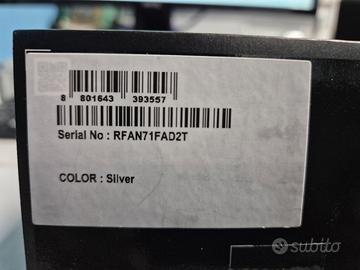 8 801643 393557
Serial No : RFAN71FAD2T
COLOR : Silver
subito